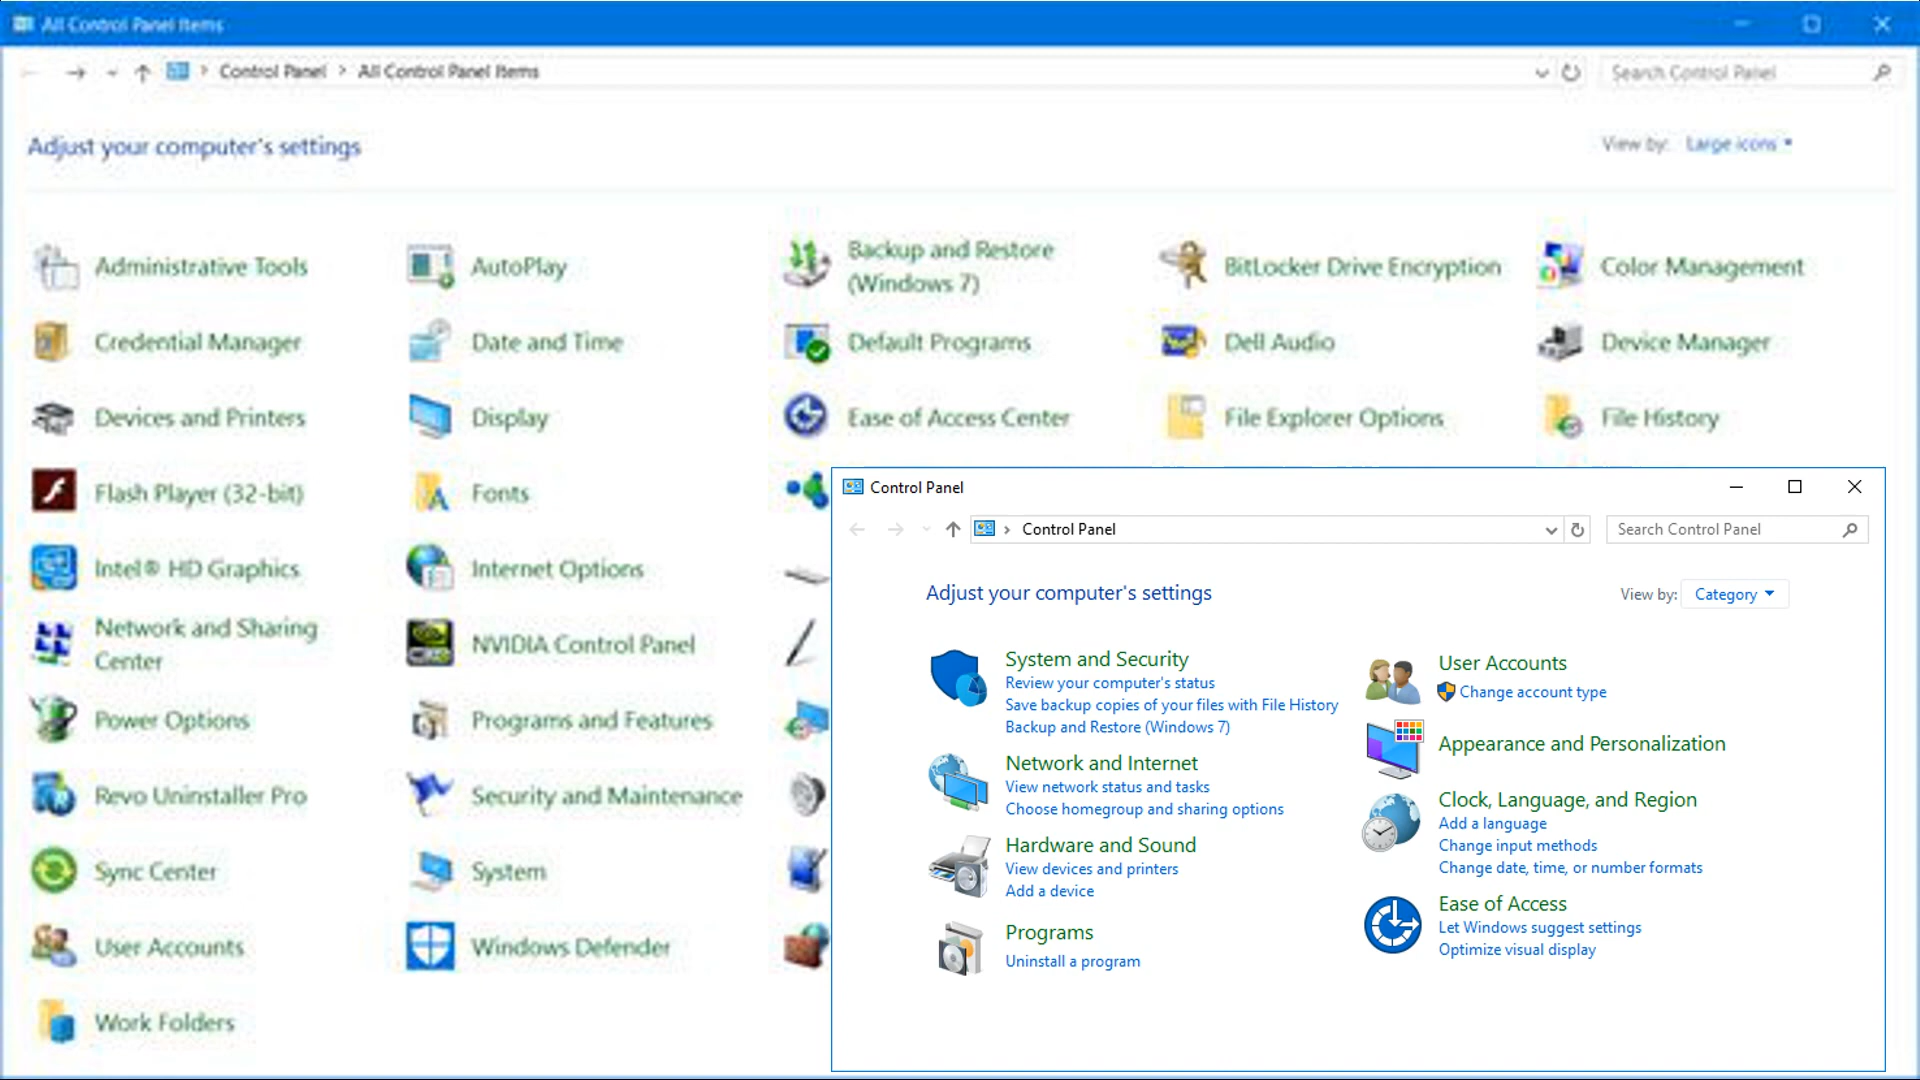 All Control Panel Items
Control Panel > All Control Panel Items
Search Control Panel
Adjust your computer's settings
View by: Large icons
Administrative Tools
AutoPlay
Backup and Restore
(Windows 7)
BitLocker Drive Encryption
Color Management
Credential Manager
Date and Time
Default Programs
Dell Audio
Device Manager
Devices and Printers
Display
Ease of Access Center
File Explorer Options
File History
Flash Player (32-bit)
Fonts
Intel® HD Graphics
Internet Options
Network and Sharing
Center
NVIDIA Control Panel
Power Options
Programs and Features
Revo Uninstaller Pro
Security and Maintenance
Sync Center
System
User Accounts
Windows Defender
Work Folders
Control Panel
Control Panel
Search Control Panel
Adjust your computer's settings
View by: Category
System and Security
Review your computer's status
Save backup copies of your files with File History
Backup and Restore (Windows 7)
Network and Internet
View network status and tasks
Choose homegroup and sharing options
Hardware and Sound
View devices and printers
Add a device
Programs
Uninstall a program
User Accounts
Change account type
Appearance and Personalization
Clock, Language, and Region
Add a language
Change input methods
Change date, time, or number formats
Ease of Access
Let Windows suggest settings
Optimize visual display